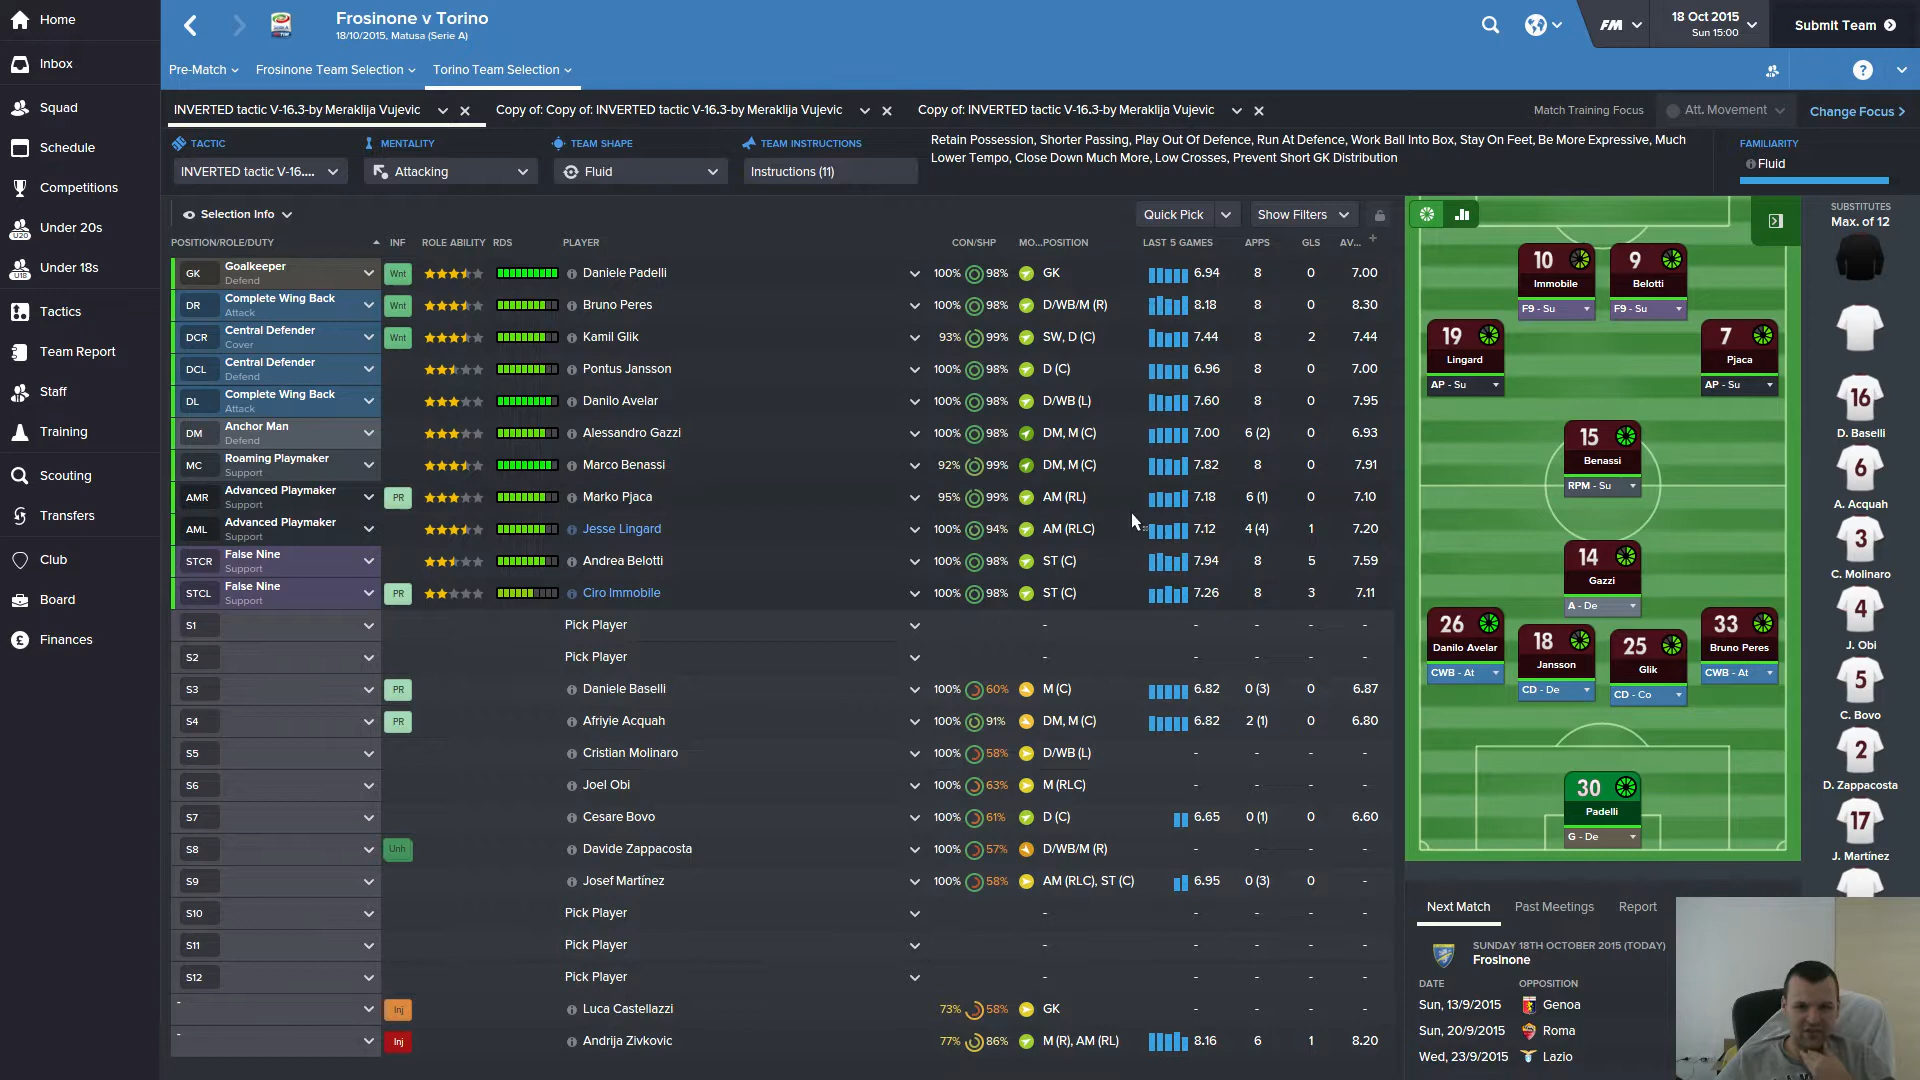 Home
Inbox
Squad
Schedule
Competitions
Under 20s
Under 18s
Tactics
Team Report
Staff
Training
Scouting
Transfers
Club
Board
Finances
Frosinone v Torino
18/10/2015, Matusa (Serie A)
FM
18 Oct 2015
Sun 15:00
Submit Team
Pre-Match
Frosinone Team Selection
Torino Team Selection
INVERTED tactic V-16.3-by Meraklija Vujevic
Copy of: Copy of: INVERTED tactic V-16.3-by Meraklija Vujevic
Copy of: INVERTED tactic V-16.3-by Meraklija Vujevic
Match Training Focus
Att. Movement
Change Focus
TACTIC
INVERTED tactic V-16....
MENTALITY
Attacking
TEAM SHAPE
Fluid
TEAM INSTRUCTIONS
Instructions (11)
Retain Possession, Shorter Passing, Play Out Of Defence, Run At Defence, Work Ball Into Box, Stay On Feet, Be More Expressive, Much
Lower Tempo, Close Down Much More, Low Crosses, Prevent Short GK Distribution
FAMILIARITY
Fluid
Selection Info
Quick Pick
Show Filters
POSITION/ROLE/DUTY INF ROLE ABILITY RDS PLAYER CON/SHP MO... POSITION LAST 5 GAMES APPS GLS AV...
GK Goalkeeper Defend Wnt Daniele Padelli 100% 98% GK 6.94 8 0 7.00
DR Complete Wing Back Attack Wnt Bruno Peres 100% 98% D/WB/M (R) 8.18 8 0 8.30
DCR Central Defender Cover Wnt Kamil Glik 93% 99% SW, D (C) 7.44 8 2 7.44
DCL Central Defender Defend Pontus Jansson 100% 98% D (C) 6.96 8 0 7.00
DL Complete Wing Back Attack Danilo Avelar 100% 98% D/WB (L) 7.60 8 0 7.95
DM Anchor Man Defend Alessandro Gazzi 100% 98% DM, M (C) 7.00 6 (2) 0 6.93
MC Roaming Playmaker Support Marco Benassi 92% 99% DM, M (C) 7.82 8 0 7.91
AMR Advanced Playmaker Support PR Marko Pjaca 95% 99% AM (RL) 7.18 6 (1) 0 7.10
AML Advanced Playmaker Support Jesse Lingard 100% 94% AM (RLC) 7.12 4 (4) 1 7.20
STCR False Nine Support Andrea Belotti 100% 98% ST (C) 7.94 8 5 7.59
STCL False Nine Support PR Ciro Immobile 100% 98% ST (C) 7.26 8 3 7.11
S1 Pick Player - - - - -
S2 Pick Player - - - - -
S3 PR Daniele Baselli 100% 60% M (C) 6.82 0 (3) 0 6.87
S4 PR Afriyie Acquah 100% 91% DM, M (C) 6.82 2 (1) 0 6.80
S5 Cristian Molinaro 100% 58% D/WB (L) - - - -
S6 Joel Obi 100% 63% M (RLC) - - - -
S7 Cesare Bovo 100% 61% D (C) 6.65 0 (1) 0 6.60
S8 Unh Davide Zappacosta 100% 57% D/WB/M (R) - - - -
S9 Josef Martínez 100% 58% AM (RLC), ST (C) 6.95 0 (3) 0 -
S10 Pick Player - - - - -
S11 Pick Player - - - - -
S12 Pick Player - - - - -
- Inj Luca Castellazzi 73% 58% GK - - - -
- Inj Andrija Zivkovic 77% 86% M (R), AM (RL) 8.16 6 1 8.20
10 Immobile F9 - Su
9 Belotti F9 - Su
19 Lingard AP - Su
7 Pjaca AP - Su
15 Benassi RPM - Su
14 Gazzi A - De
26 Danilo Avelar CWB - At
18 Jansson CD - De
25 Glik CD - Co
33 Bruno Peres CWB - At
30 Padelli G - De
SUBSTITUTES
Max. of 12
16
D. Baselli
6
A. Acquah
3
C. Molinaro
4
J. Obi
5
C. Bovo
2
D. Zappacosta
17
J. Martínez
Next Match
Past Meetings
Report
SUNDAY 18TH OCTOBER 2015 (TODAY)
Frosinone
DATE OPPOSITION
Sun, 13/9/2015 Genoa
Sun, 20/9/2015 Roma
Wed, 23/9/2015 Lazio